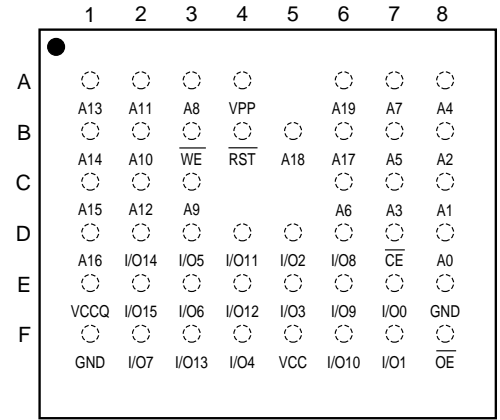 1 2 3 4 5 6 7 8
A
A13 A11 A8 VPP A19 A7 A4
B
A14 A10 WE RST A18 A17 A5 A2
C
A15 A12 A9 A6 A3 A1
D
A16 I/O14 I/O5 I/O11 I/O2 I/O8 CE A0
E
VCCQ I/O15 I/O6 I/O12 I/O3 I/O9 I/O0 GND
F
GND I/O7 I/O13 I/O4 VCC I/O10 I/O1 OE